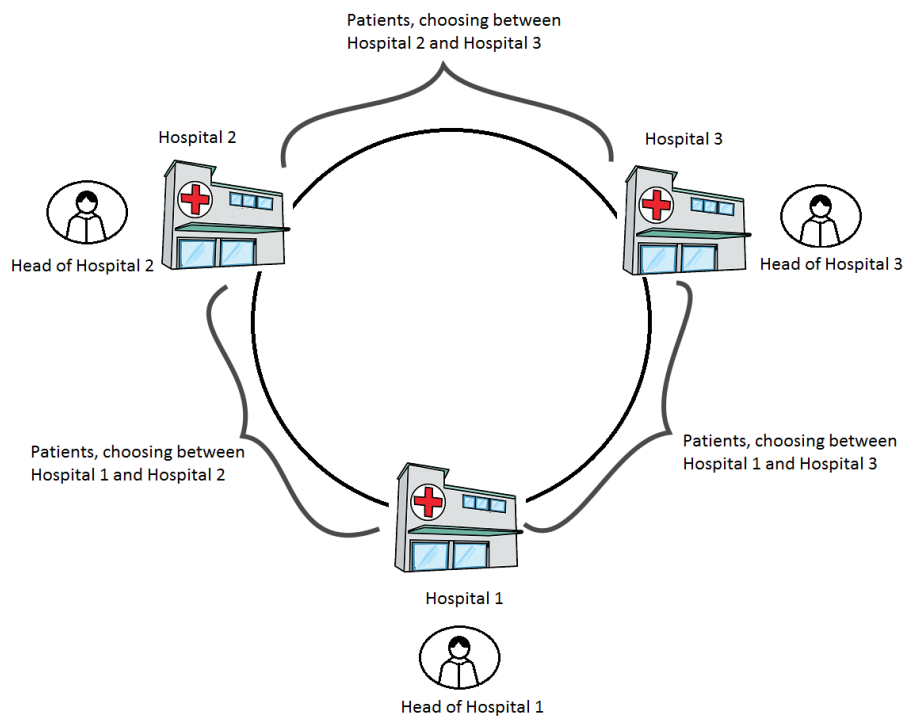 Patients, choosing between
Hospital 2 and Hospital 3
Hospital 2
Hospital 3
Head of Hospital 2
Head of Hospital 3
Patients, choosing between
Hospital 1 and Hospital 2
Patients, choosing between
Hospital 1 and Hospital 3
Hospital 1
Head of Hospital 1